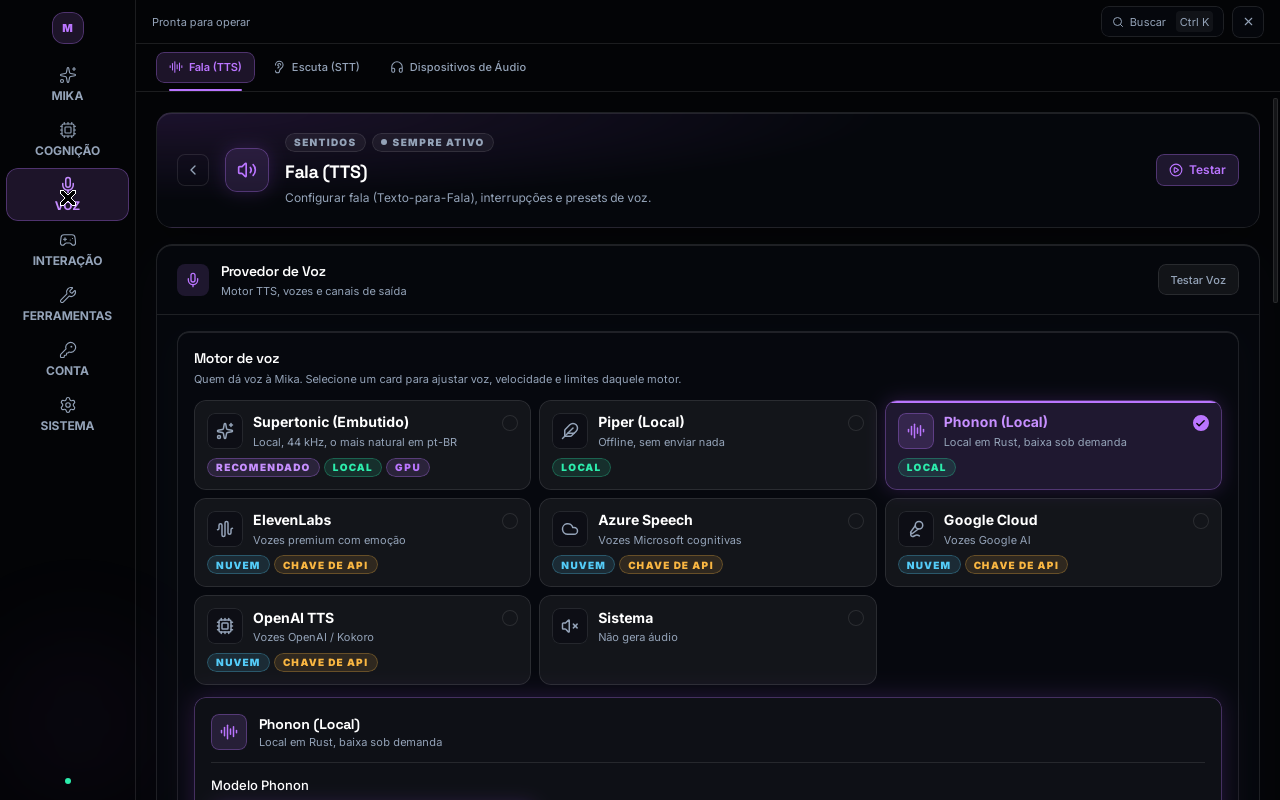 M
MIKA
COGNIÇÃO
VOZ
INTERAÇÃO
FERRAMENTAS
CONTA
SISTEMA
Pronta para operar
Buscar Ctrl K
Fala (TTS) Escuta (STT) Dispositivos de Áudio
SENTIDOS SEMPRE ATIVO
Fala (TTS)
Configurar fala (Texto-para-Fala), interrupções e presets de voz.
Testar
Provedor de Voz
Motor TTS, vozes e canais de saída
Testar Voz
Motor de voz
Quem dá voz à Mika. Selecione um card para ajustar voz, velocidade e limites daquele motor.
Supertonic (Embutido)
Local, 44 kHz, o mais natural em pt-BR
RECOMENDADO LOCAL GPU
Piper (Local)
Offline, sem enviar nada
LOCAL
Phonon (Local)
Local em Rust, baixa sob demanda
LOCAL
ElevenLabs
Vozes premium com emoção
NUVEM CHAVE DE API
Azure Speech
Vozes Microsoft cognitivas
NUVEM CHAVE DE API
Google Cloud
Vozes Google AI
NUVEM CHAVE DE API
OpenAI TTS
Vozes OpenAI / Kokoro
NUVEM CHAVE DE API
Sistema
Não gera áudio
Phonon (Local)
Local em Rust, baixa sob demanda
Modelo Phonon